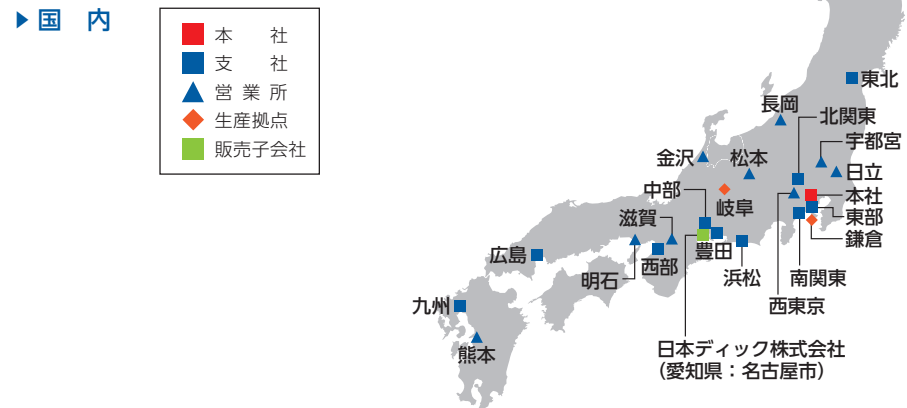 ▶国 内
本 社
支 社
営 業 所
生産拠点
販売子会社
東北
長岡
北関東
宇都宮
金沢
松本
日立
中部
岐阜
本社
滋賀
東部
鎌倉
広島
豊田
西部
明石
浜松
南関東
西東京
九州
熊本
日本ディック株式会社
(愛知県：名古屋市)